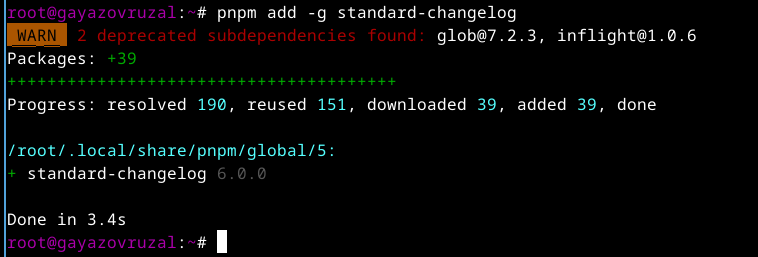 root@gayazovruzal:~# pnpm add -g standard-changelog
WARN 2 deprecated subdependencies found: glob@7.2.3, inflight@1.0.6
Packages: +39
+++++++++++++++++++++++++++++++++++++++
Progress: resolved 190, reused 151, downloaded 39, added 39, done
/root/.local/share/pnpm/global/5:
+ standard-changelog 6.0.0
Done in 3.4s
root@gayazovruzal:~#